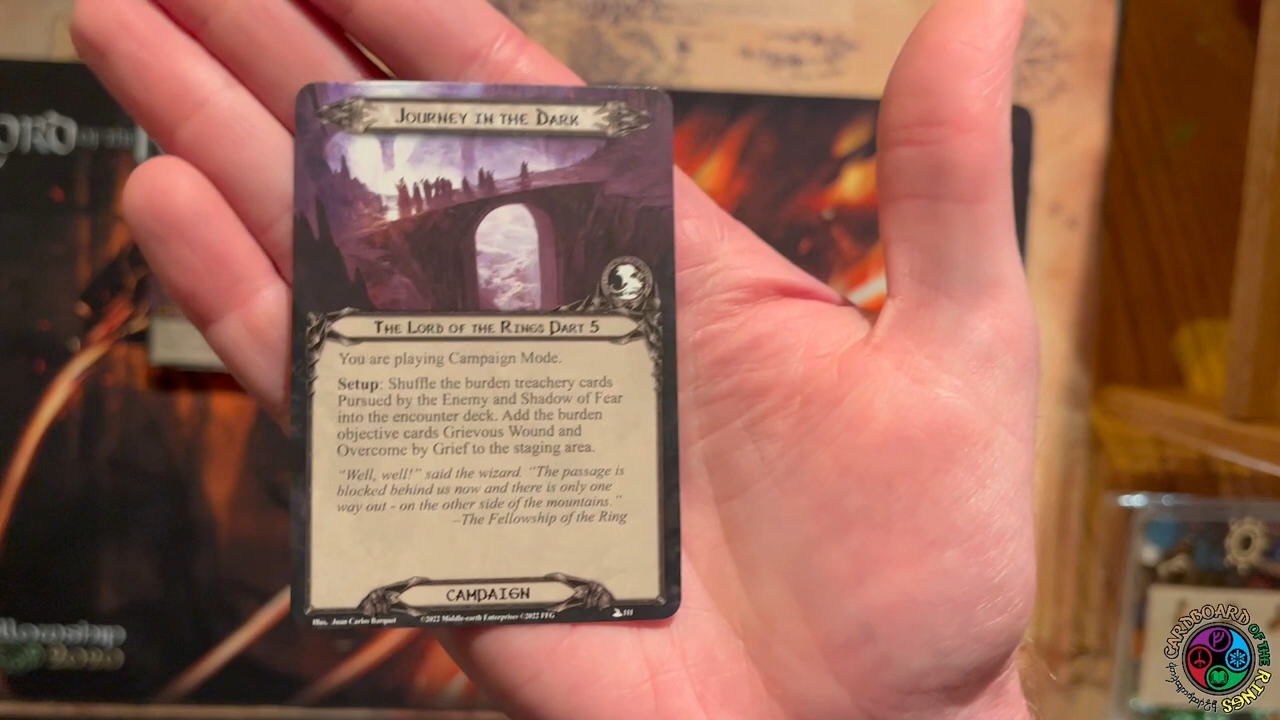 JOURNEY IN THE DARK
THE LORD OF THE RINGS PART 5
You are playing Campaign Mode.
Setup: Shuffle the burden treachery cards
Pursued by the Enemy and Shadow of Fear
into the encounter deck. Add the burden
objective cards Grievous Wound and
Overcome by Grief to the staging area.
“Well, well!” said the wizard. “The passage is
blocked behind us now and there is only one
way out - on the other side of the mountains.”
–The Fellowship of the Ring
CAMPAIGN
Illus. Juan Carlos Barquet ©2022 Middle-earth Enterprises ©2022 FFG
CARDBOARD OF THE RINGS